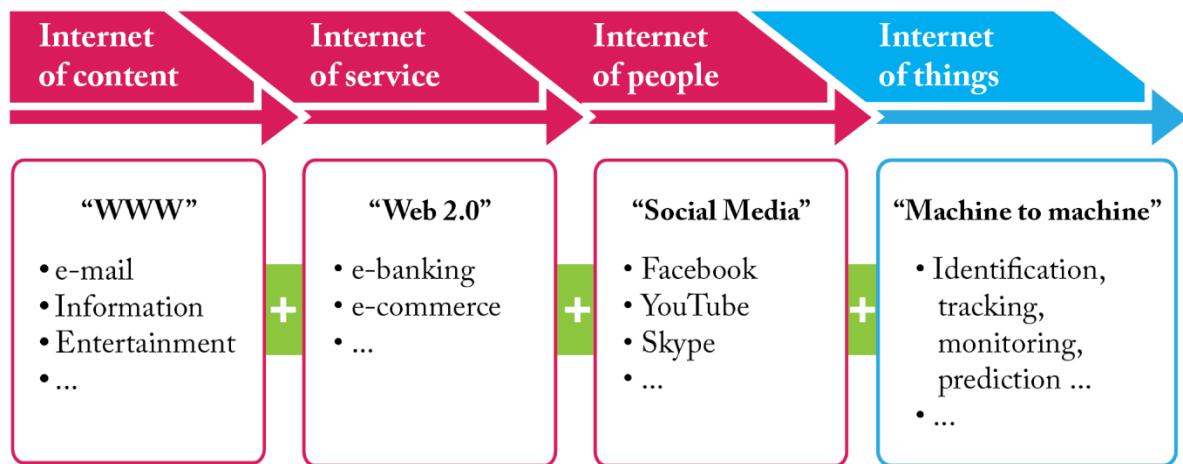 Internet
of content
Internet
of service
Internet
of people
Internet
of things
“WWW”
• e-mail
• Information
• Entertainment
• ...
+
“Web 2.0”
• e-banking
• e-commerce
• ...
+
“Social Media”
• Facebook
• YouTube
• Skype
• ...
+
“Machine to machine”
• Identification,
tracking,
monitoring,
prediction ...
• ...